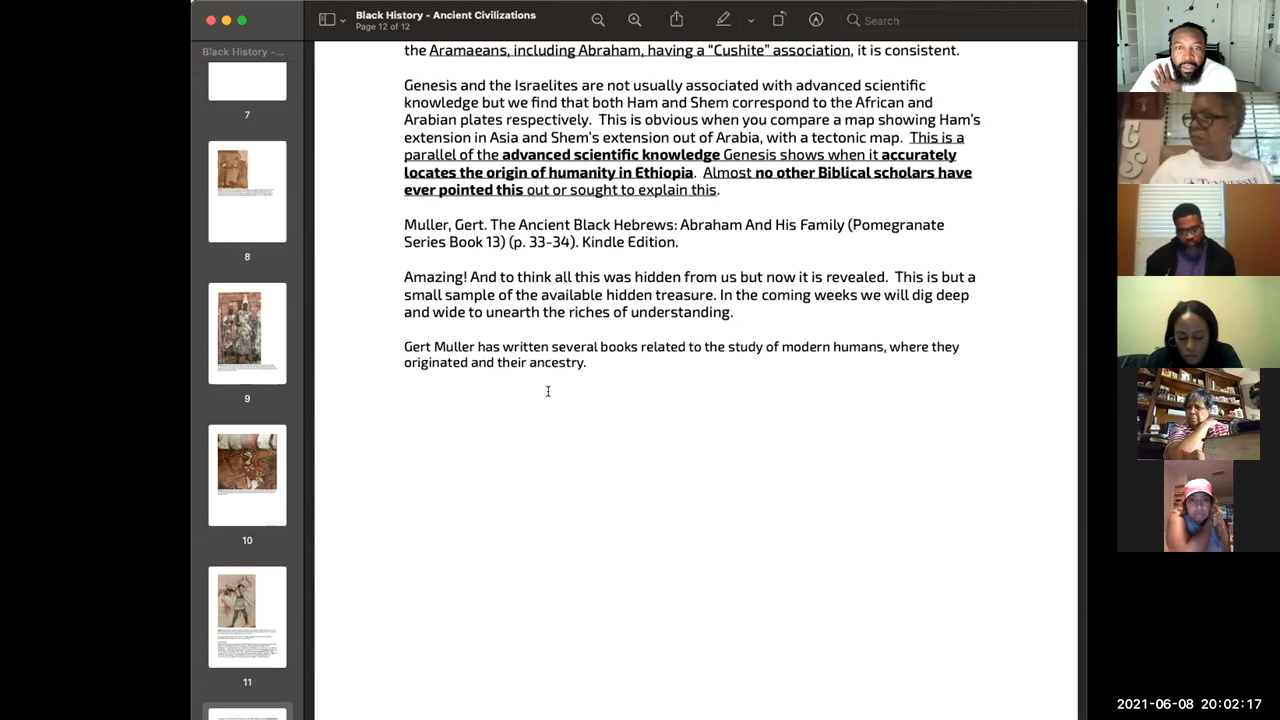 Black History - Ancient Civilizations
Page 12 of 12
Search
Black History -...
7
8
9
10
11
the Aramaeans, including Abraham, having a “Cushite” association, it is consistent.
Genesis and the Israelites are not usually associated with advanced scientific
knowledge but we find that both Ham and Shem correspond to the African and
Arabian plates respectively.  This is obvious when you compare a map showing Ham’s
extension in Asia and Shem’s extension out of Arabia, with a tectonic map.  This is a
parallel of the advanced scientific knowledge Genesis shows when it accurately
locates the origin of humanity in Ethiopia.  Almost no other Biblical scholars have
ever pointed this out or sought to explain this.
Muller, Gert. The Ancient Black Hebrews: Abraham And His Family (Pomegranate
Series Book 13) (p. 33-34). Kindle Edition.
Amazing! And to think all this was hidden from us but now it is revealed.  This is but a
small sample of the available hidden treasure. In the coming weeks we will dig deep
and wide to unearth the riches of understanding.
Gert Muller has written several books related to the study of modern humans, where they
originated and their ancestry.
TENNESSEE
2021-06-08 20:02:17